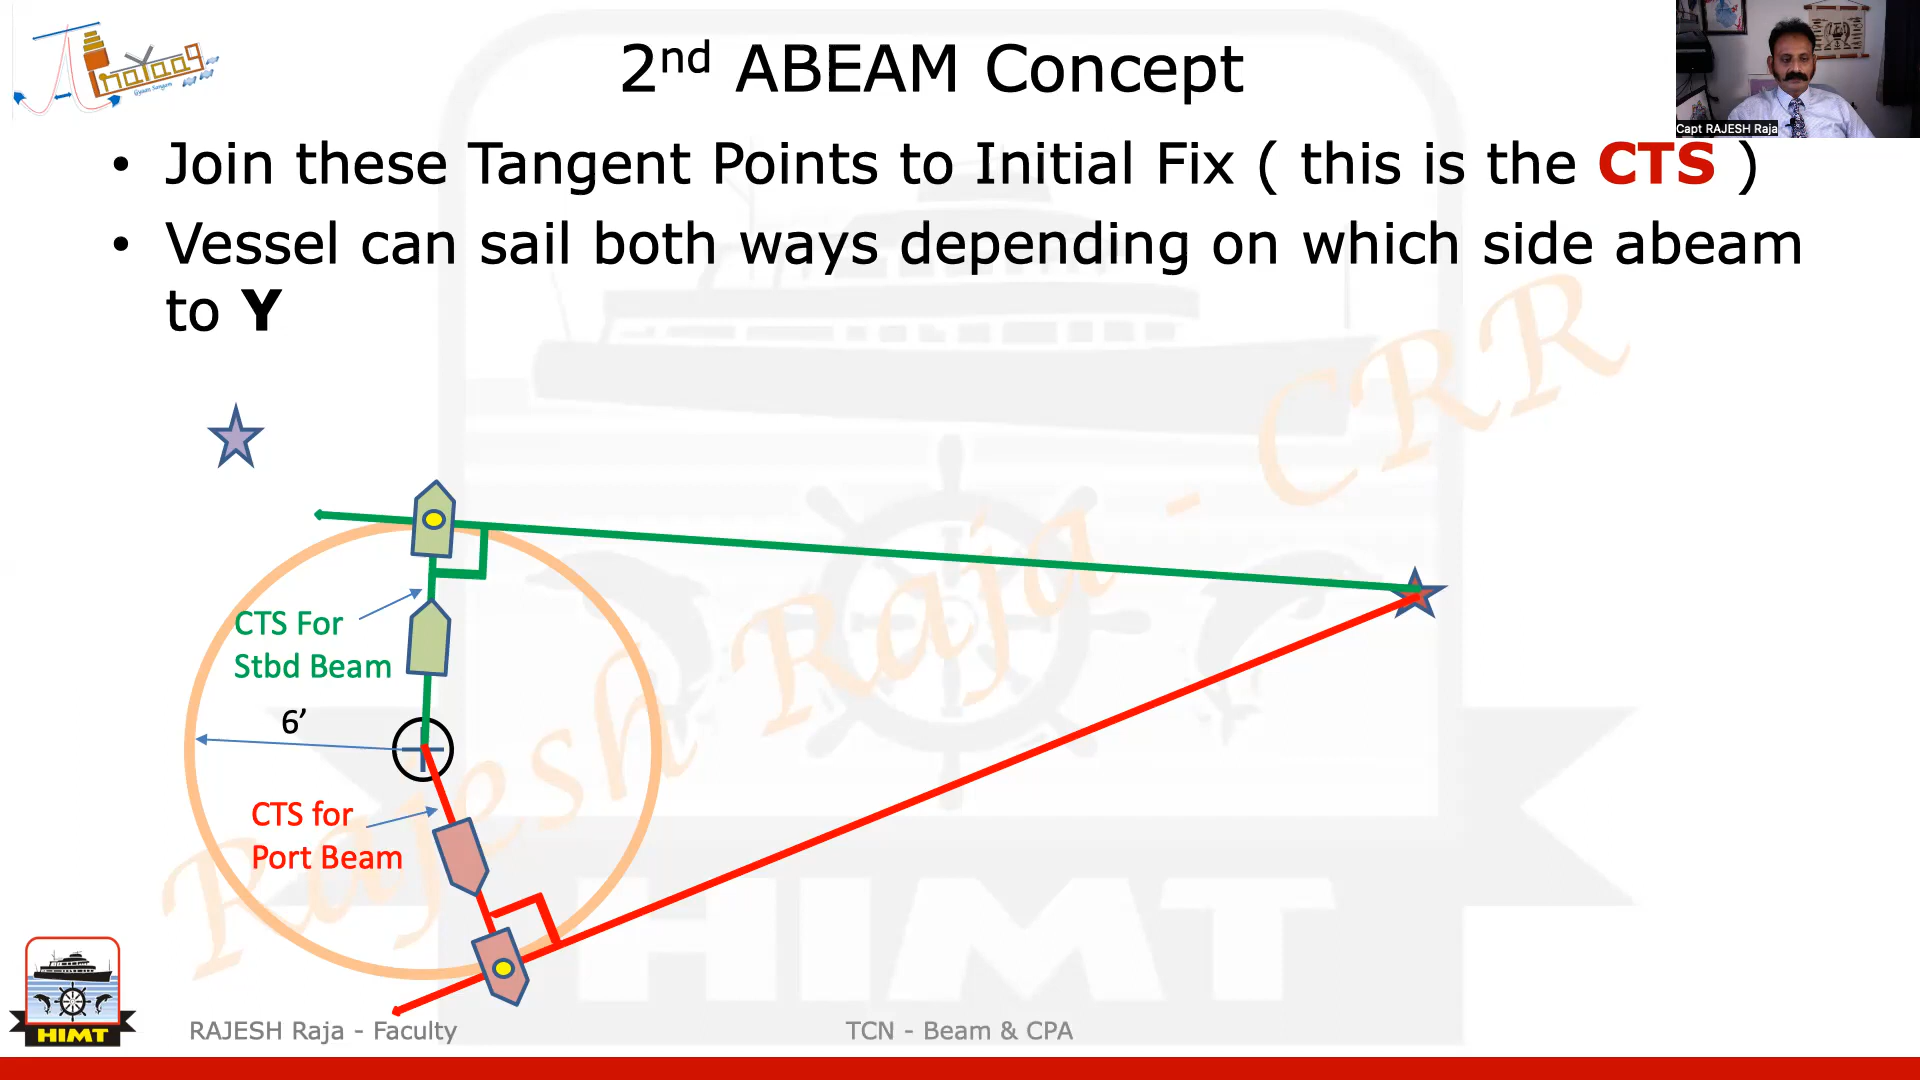 2nd ABEAM Concept
Capt RAJESH Raja
• Join these Tangent Points to Initial Fix ( this is the CTS )
• Vessel can sail both ways depending on which side abeam
to Y
CTS For
Stbd Beam
6’
CTS for
Port Beam
Rajesh Raja - CRR
HIMT
HIMT
RAJESH Raja - Faculty
TCN - Beam & CPA